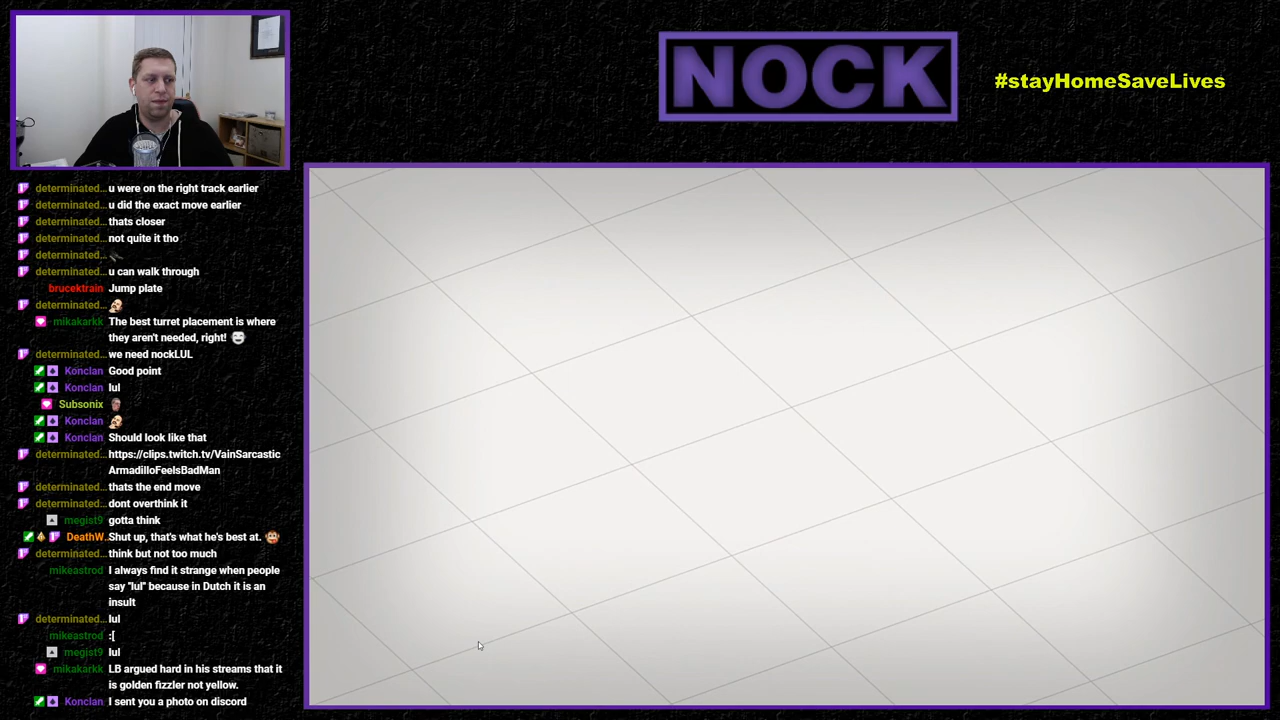 NOCK
#stayHomeSaveLives
determinated... u were on the right track earlier
determinated... u did the exact move earlier
determinated... thats closer
determinated... not quite it tho
determinated...
determinated... u can walk through
brucektrain Jump plate
determinated...
mikakarkk The best turret placement is where
they aren't needed, right!
determinated... we need nockLUL
Konclan Good point
Konclan lul
Subsonix
Konclan
Konclan Should look like that
determinated... https://clips.twitch.tv/VainSarcastic
ArmadilloFeelsBadMan
determinated... thats the end move
determinated... dont overthink it
megist9 gotta think
DeathW... Shut up, that's what he's best at.
determinated... think but not too much
mikeastrod I always find it strange when people
say "lul" because in Dutch it is an
insult
determinated... lul
mikeastrod :[
megist9 lul
mikakarkk LB argued hard in his streams that it
is golden fizzler not yellow.
Konclan I sent you a photo on discord